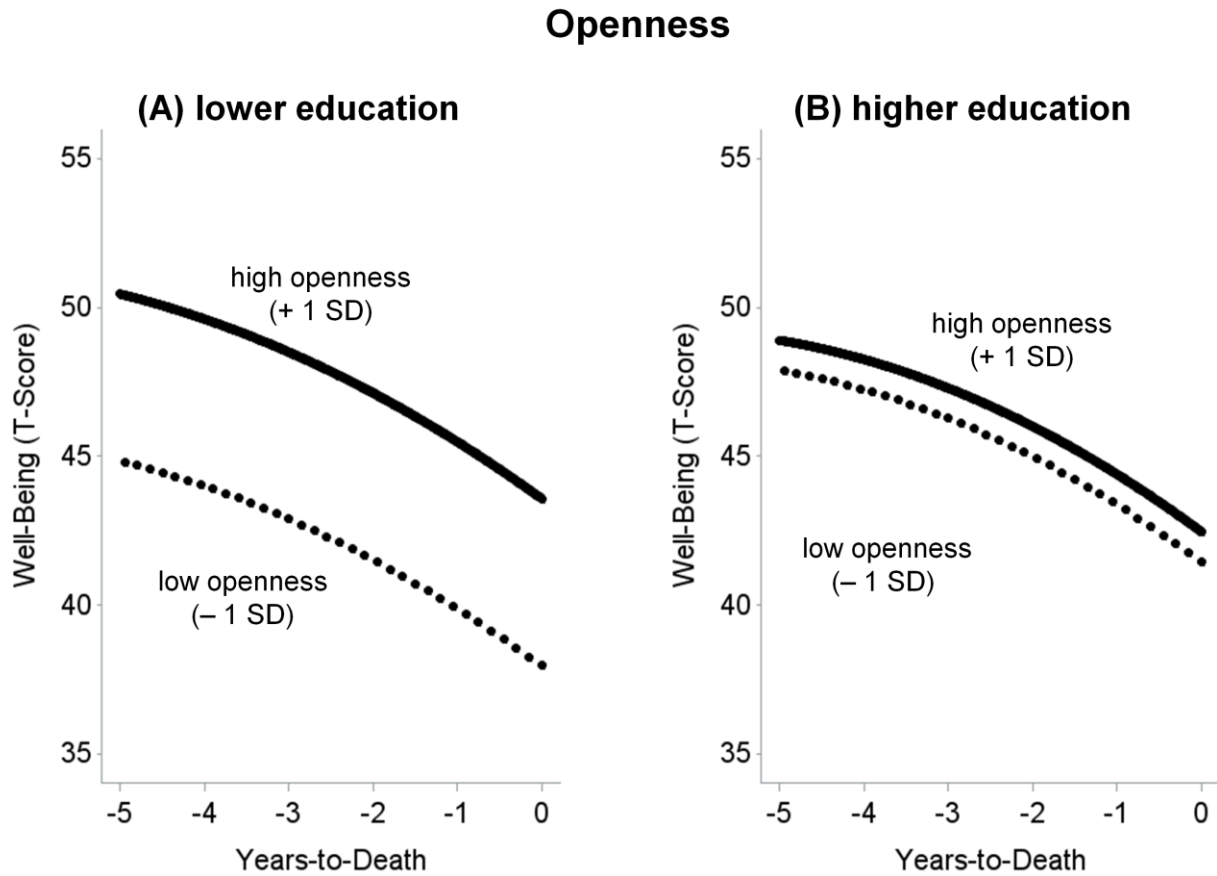 Openness
(A) lower education
55
50
45
40
35
Well-Being (T-Score)
high openness
(+ 1 SD)
low openness
(– 1 SD)
-5 -4 -3 -2 -1 0
Years-to-Death
(B) higher education
55
50
45
40
35
Well-Being (T-Score)
high openness
(+ 1 SD)
low openness
(– 1 SD)
-5 -4 -3 -2 -1 0
Years-to-Death